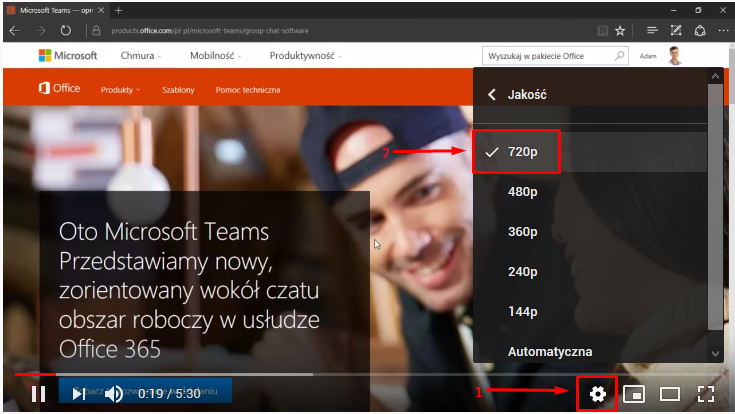 Microsoft Teams — opro
products.office.com/pl-pl/microsoft-teams/group-chat-software
Microsoft Chmura Mobilność Produktywność Wyszukaj w pakiecie Office Adam
Office Produkty Szablony Pomoc techniczna
Jakość
2 720p
480p
360p
240p
144p
Automatyczna
Oto Microsoft Teams
Przedstawiamy nowy,
zorientowany wokół czatu
obszar roboczy w usłudze
Office 365
0:19 / 5:30
1